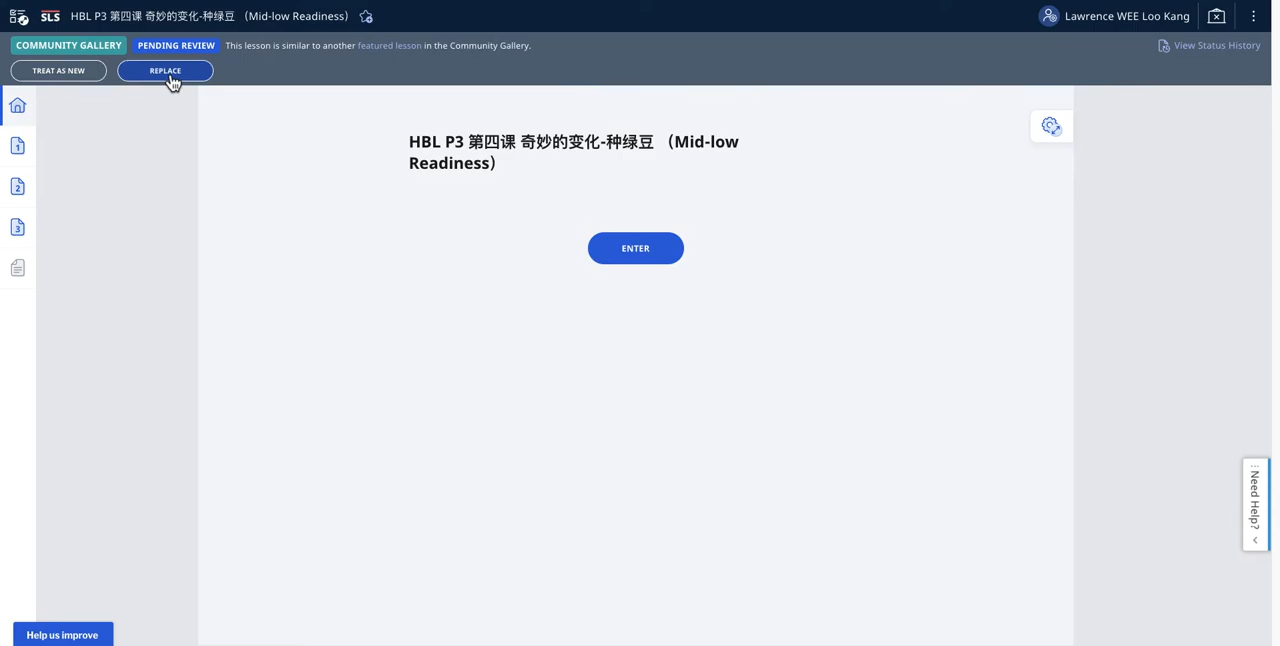 SLS HBL P3 第四课 奇妙的变化-种绿豆 （Mid-low Readiness） Lawrence WEE Loo Kang
COMMUNITY GALLERY PENDING REVIEW This lesson is similar to another featured lesson in the Community Gallery. View Status History
TREAT AS NEW REPLACE
HBL P3 第四课 奇妙的变化-种绿豆 （Mid-low
Readiness）
ENTER
1
2
3
Need Help?
Help us improve